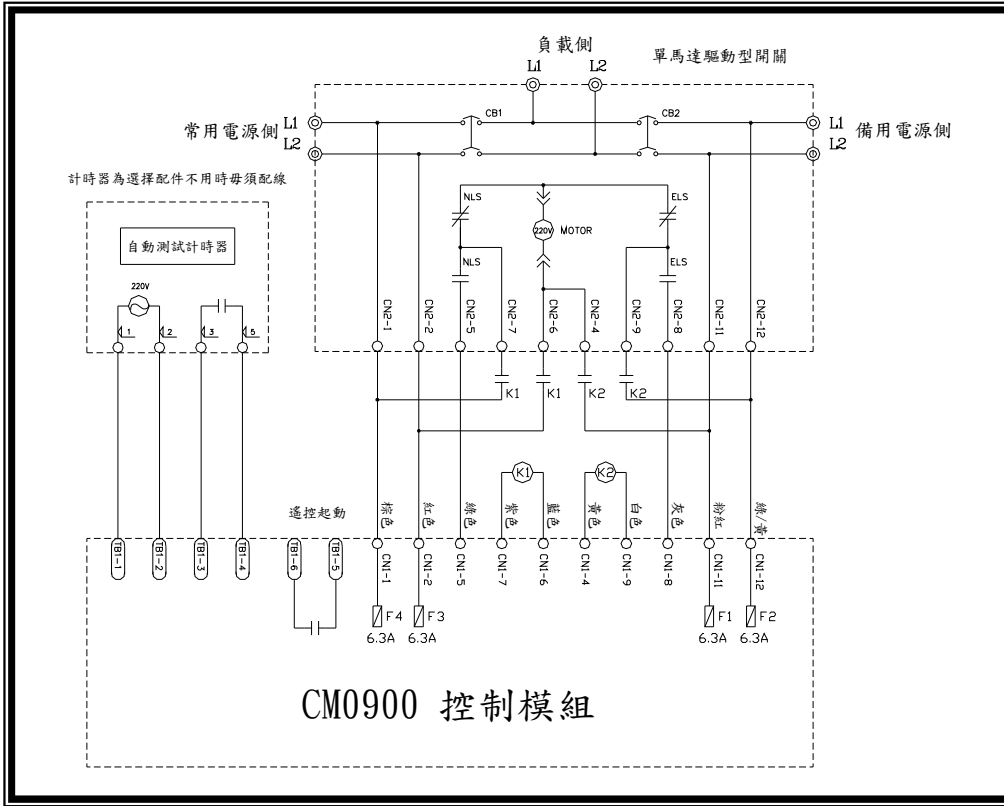 負載側
單馬達驅動型開關
L1
L2
CB1
CB2
常用電源側
L1
L2
L1
L2
備用電源側
計時器為選擇配件不用時毋須配線
自動測試計時器
220V
1
2
3
5
NLS
ELS
220V
MOTOR
NLS
ELS
CN2-1
CN2-2
CN2-5
CN2-7
CN2-6
CN2-4
CN2-9
CN2-8
CN2-11
CN2-12
K1
K1
K2
K2
K1
K2
遙控起動
棕色
紅色
綠色
紫色
藍色
黃色
白色
灰色
粉紅
綠/黃
TB1-1
TB1-2
TB1-3
TB1-4
TB1-6
TB1-5
CN1-1
CN1-2
CN1-5
CN1-7
CN1-6
CN1-4
CN1-9
CN1-8
CN1-11
CN1-12
F4
F3
F1
F2
6.3A
6.3A
6.3A
6.3A
CM0900 控制模組